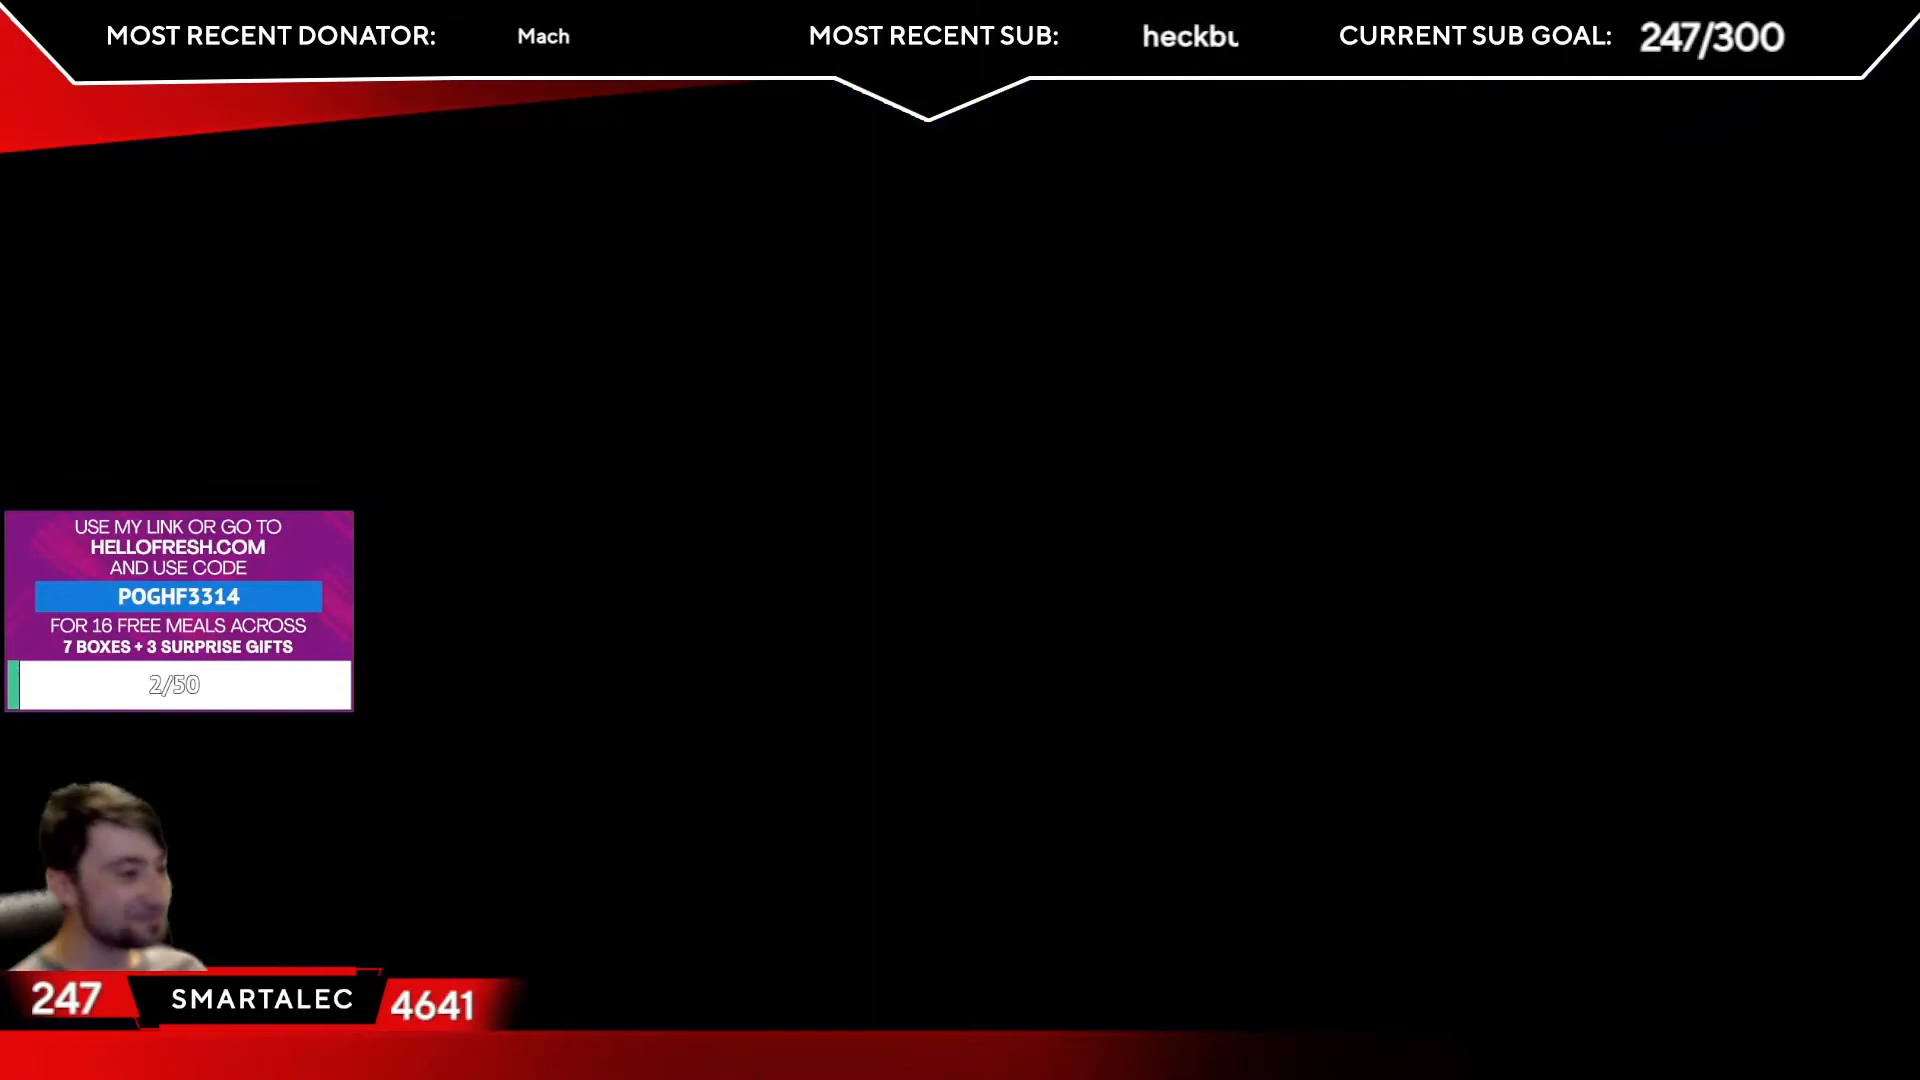 MOST RECENT DONATOR: Mach MOST RECENT SUB: CURRENT SUB GOAL: 247/300
USE MY LINK OR GO TO
HELLOFRESH.COM
AND USE CODE
POGHF3314
FOR 16 FREE MEALS ACROSS
7 BOXES + 3 SURPRISE GIFTS
2/50
247 SMARTALEC 4641